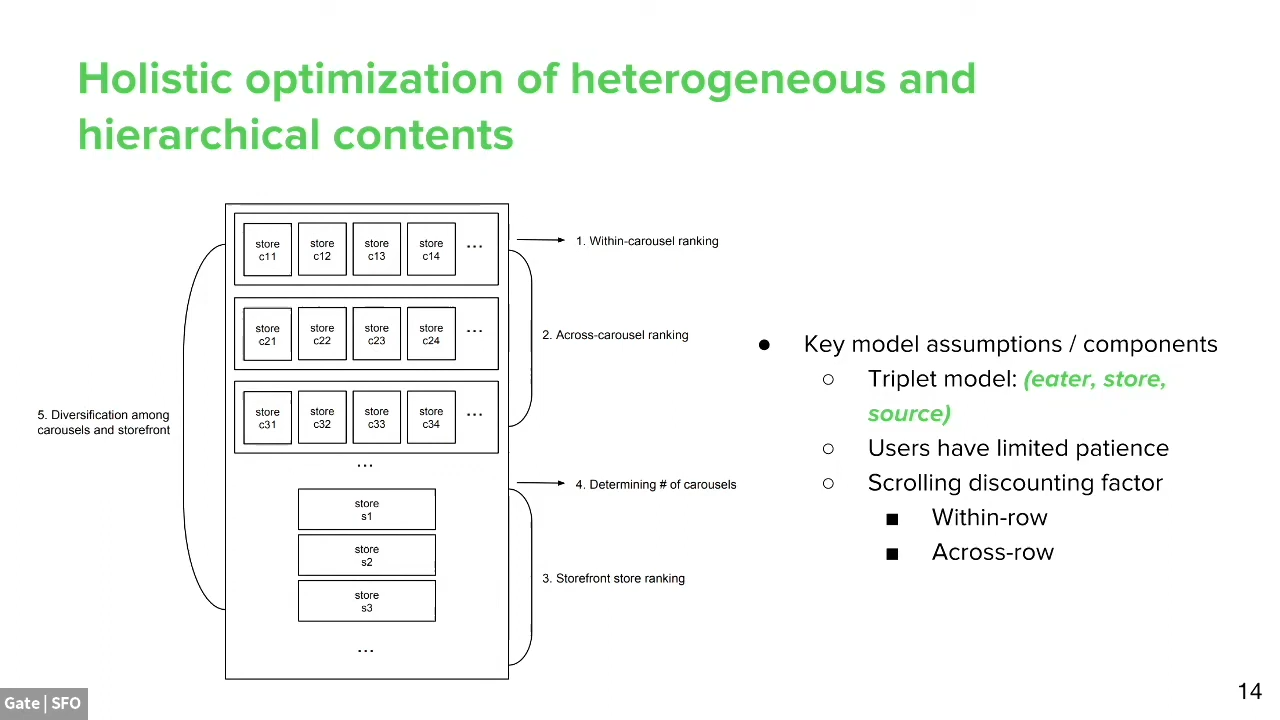 Holistic optimization of heterogeneous and
hierarchical contents
store
c11
store
c12
store
c13
store
c14
...
1. Within-carousel ranking
store
c21
store
c22
store
c23
store
c24
...
2. Across-carousel ranking
store
c31
store
c32
store
c33
store
c34
...
5. Diversification among
carousels and storefront
...
4. Determining # of carousels
store
s1
store
s2
store
s3
3. Storefront store ranking
...
● Key model assumptions / components
○ Triplet model: (eater, store,
source)
○ Users have limited patience
○ Scrolling discounting factor
■ Within-row
■ Across-row
Gate | SFO
14